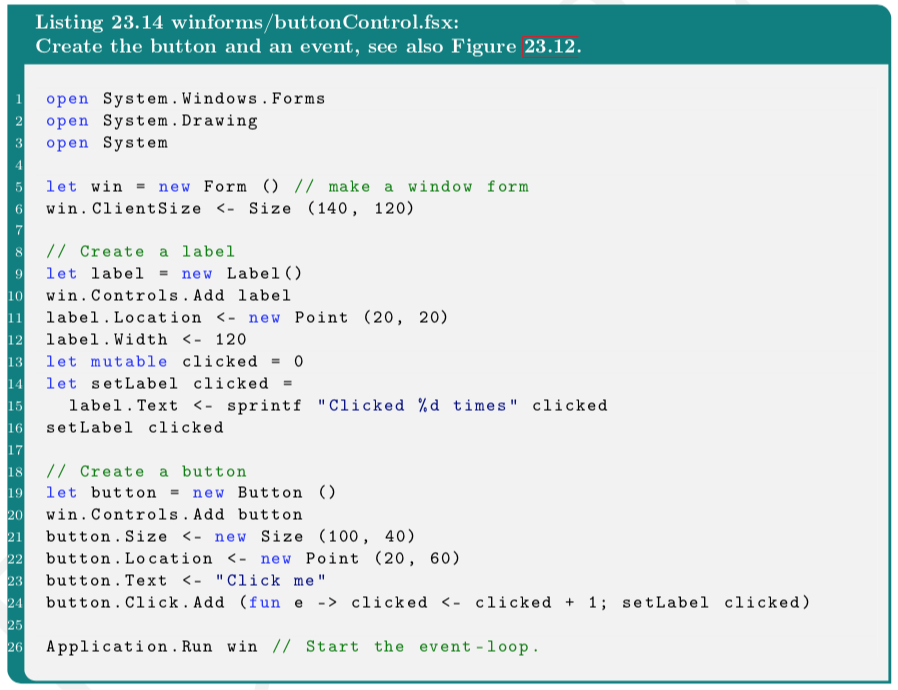 Listing 23.14 winforms/buttonControl.fsx:
Create the button and an event, see also Figure 23.12.
1 open System.Windows.Forms
2 open System.Drawing
3 open System
4
5 let win = new Form () // make a window form
6 win.ClientSize <- Size (140, 120)
7
8 // Create a label
9 let label = new Label()
10 win.Controls.Add label
11 label.Location <- new Point (20, 20)
12 label.Width <- 120
13 let mutable clicked = 0
14 let setLabel clicked =
15   label.Text <- sprintf "Clicked %d times" clicked
16 setLabel clicked
17
18 // Create a button
19 let button = new Button ()
20 win.Controls.Add button
21 button.Size <- new Size (100, 40)
22 button.Location <- new Point (20, 60)
23 button.Text <- "Click me"
24 button.Click.Add (fun e -> clicked <- clicked + 1; setLabel clicked)
25
26 Application.Run win // Start the event-loop.